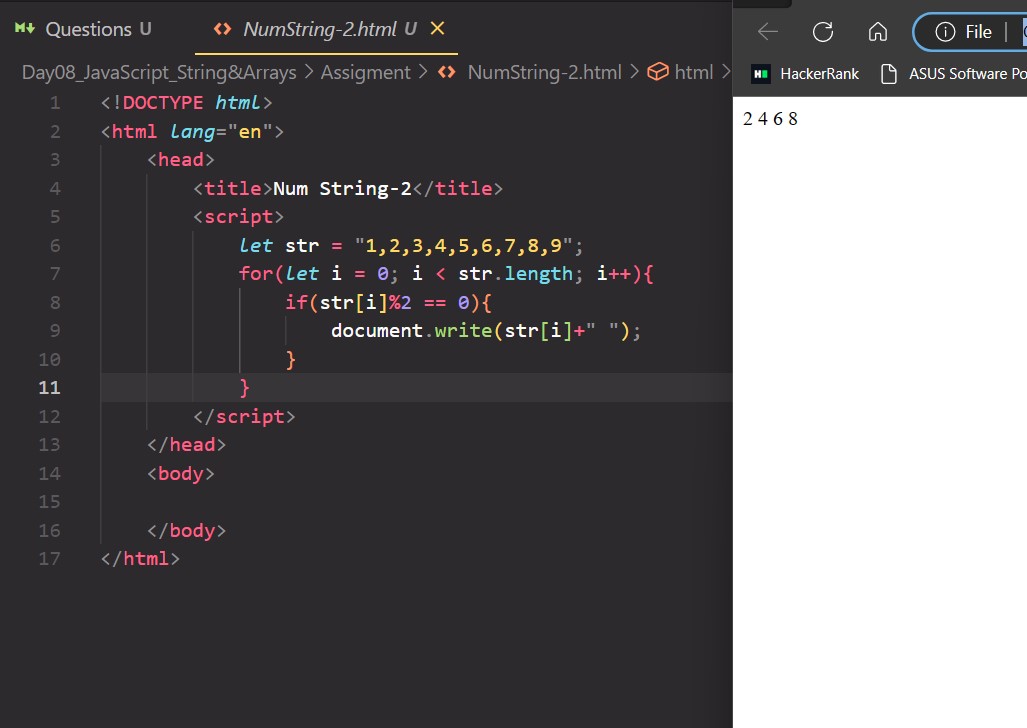 Questions U NumString-2.html U
Day08_JavaScript_String&Arrays > Assigment > NumString-2.html > html >
1 <!DOCTYPE html>
2 <html lang="en">
3 <head>
4 <title>Num String-2</title>
5 <script>
6 let str = "1,2,3,4,5,6,7,8,9";
7 for(let i = 0; i < str.length; i++){
8 if(str[i]%2 == 0){
9 document.write(str[i]+" ");
10 }
11 }
12 </script>
13 </head>
14 <body>
15
16 </body>
17 </html>
File
HackerRank ASUS Software Po
2 4 6 8